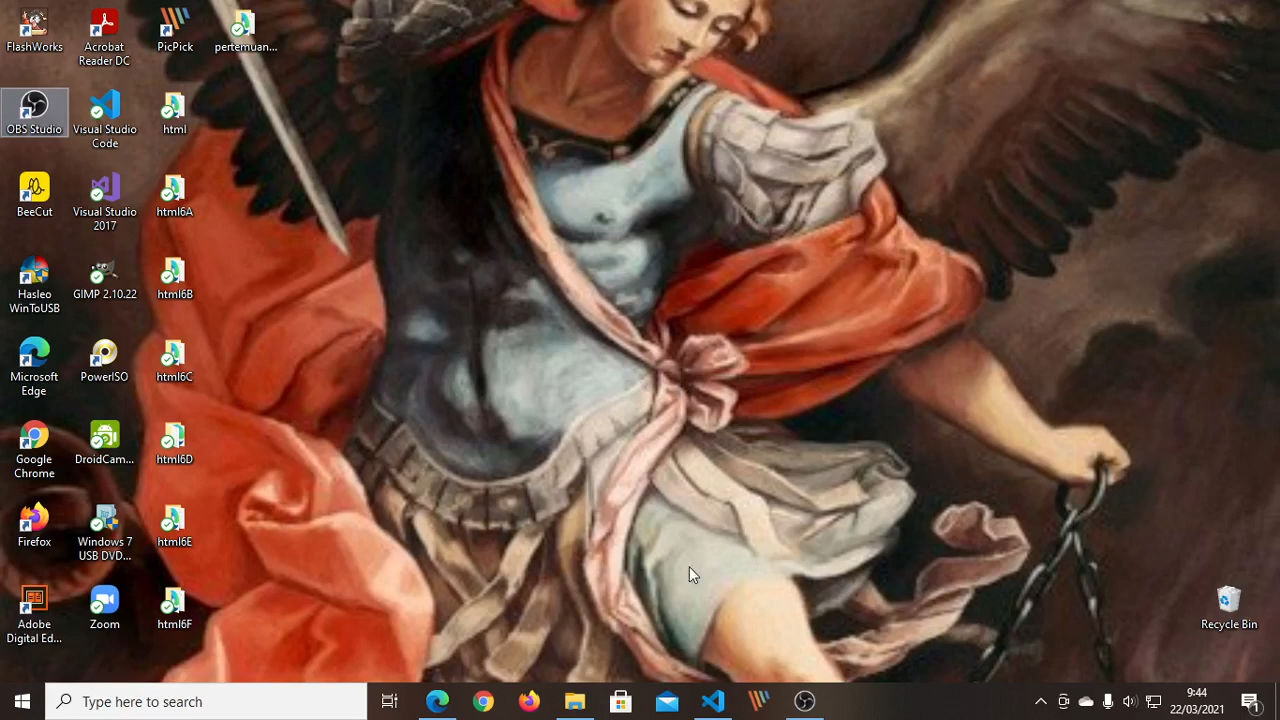 FlashWorks
Acrobat
Reader DC
PicPick
pertemuan...
OBS Studio
Visual Studio
Code
html
BeeCut
Visual Studio
2017
html6A
Hasleo
WinToUSB
GIMP 2.10.22
html6B
Microsoft
Edge
PowerISO
html6C
Google
Chrome
DroidCam...
html6D
Firefox
Windows 7
USB DVD...
html6E
Adobe
Digital Ed...
Zoom
html6F
Recycle Bin
Type here to search
9:44
22/03/2021
1